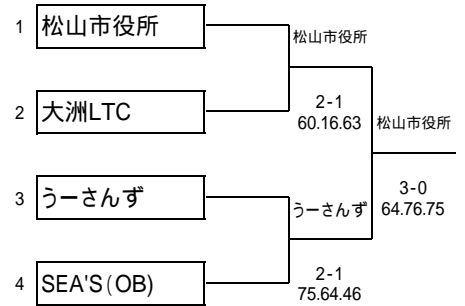 1 松山市役所
松山市役所
2 大洲LTC
2-1
60.16.63
松山市役所
3 うーさんず
うーさんず
3-0
64.76.75
4 SEA'S(OB)
2-1
75.64.46